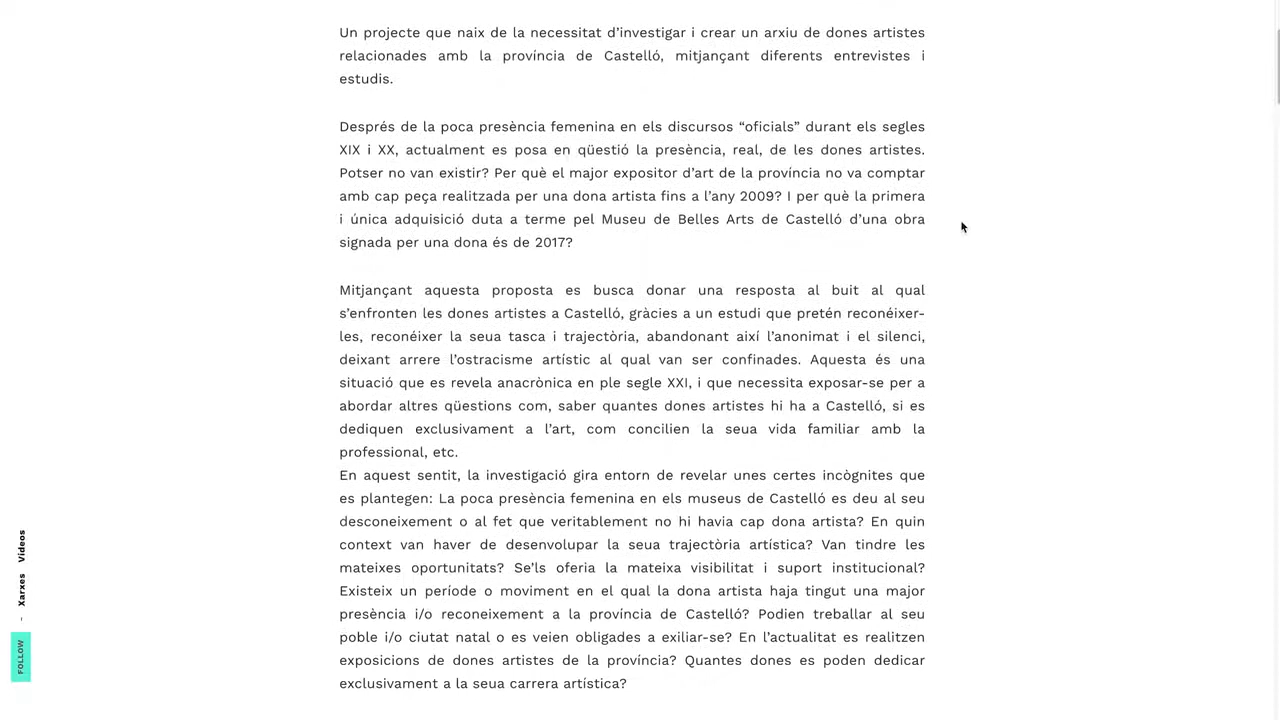 Un projecte que naix de la necessitat d’investigar i crear un arxiu de dones artistes
relacionades amb la província de Castelló, mitjançant diferents entrevistes i
estudis.
Després de la poca presència femenina en els discursos “oficials” durant els segles
XIX i XX, actualment es posa en qüestió la presència, real, de les dones artistes.
Potser no van existir? Per què el major expositor d’art de la província no va comptar
amb cap peça realitzada per una dona artista fins a l’any 2009? I per què la primera
i única adquisició duta a terme pel Museu de Belles Arts de Castelló d’una obra
signada per una dona és de 2017?
Mitjançant aquesta proposta es busca donar una resposta al buit al qual
s’enfronten les dones artistes a Castelló, gràcies a un estudi que pretén reconéixer-
les, reconéixer la seua tasca i trajectòria, abandonant així l’anonimat i el silenci,
deixant arrere l’ostracisme artístic al qual van ser confinades. Aquesta és una
situació que es revela anacrònica en ple segle XXI, i que necessita exposar-se per a
abordar altres qüestions com, saber quantes dones artistes hi ha a Castelló, si es
dediquen exclusivament a l’art, com concilien la seua vida familiar amb la
professional, etc.
En aquest sentit, la investigació gira entorn de revelar unes certes incògnites que
es plantegen: La poca presència femenina en els museus de Castelló es deu al seu
desconeixement o al fet que veritablement no hi havia cap dona artista? En quin
context van haver de desenvolupar la seua trajectòria artística? Van tindre les
mateixes oportunitats? Se’ls oferia la mateixa visibilitat i suport institucional?
Existeix un període o moviment en el qual la dona artista haja tingut una major
presència i/o reconeixement a la província de Castelló? Podien treballar al seu
poble i/o ciutat natal o es veien obligades a exiliar-se? En l’actualitat es realitzen
exposicions de dones artistes de la província? Quantes dones es poden dedicar
exclusivament a la seua carrera artística?
FOLLOW - Xarxes Vídeos